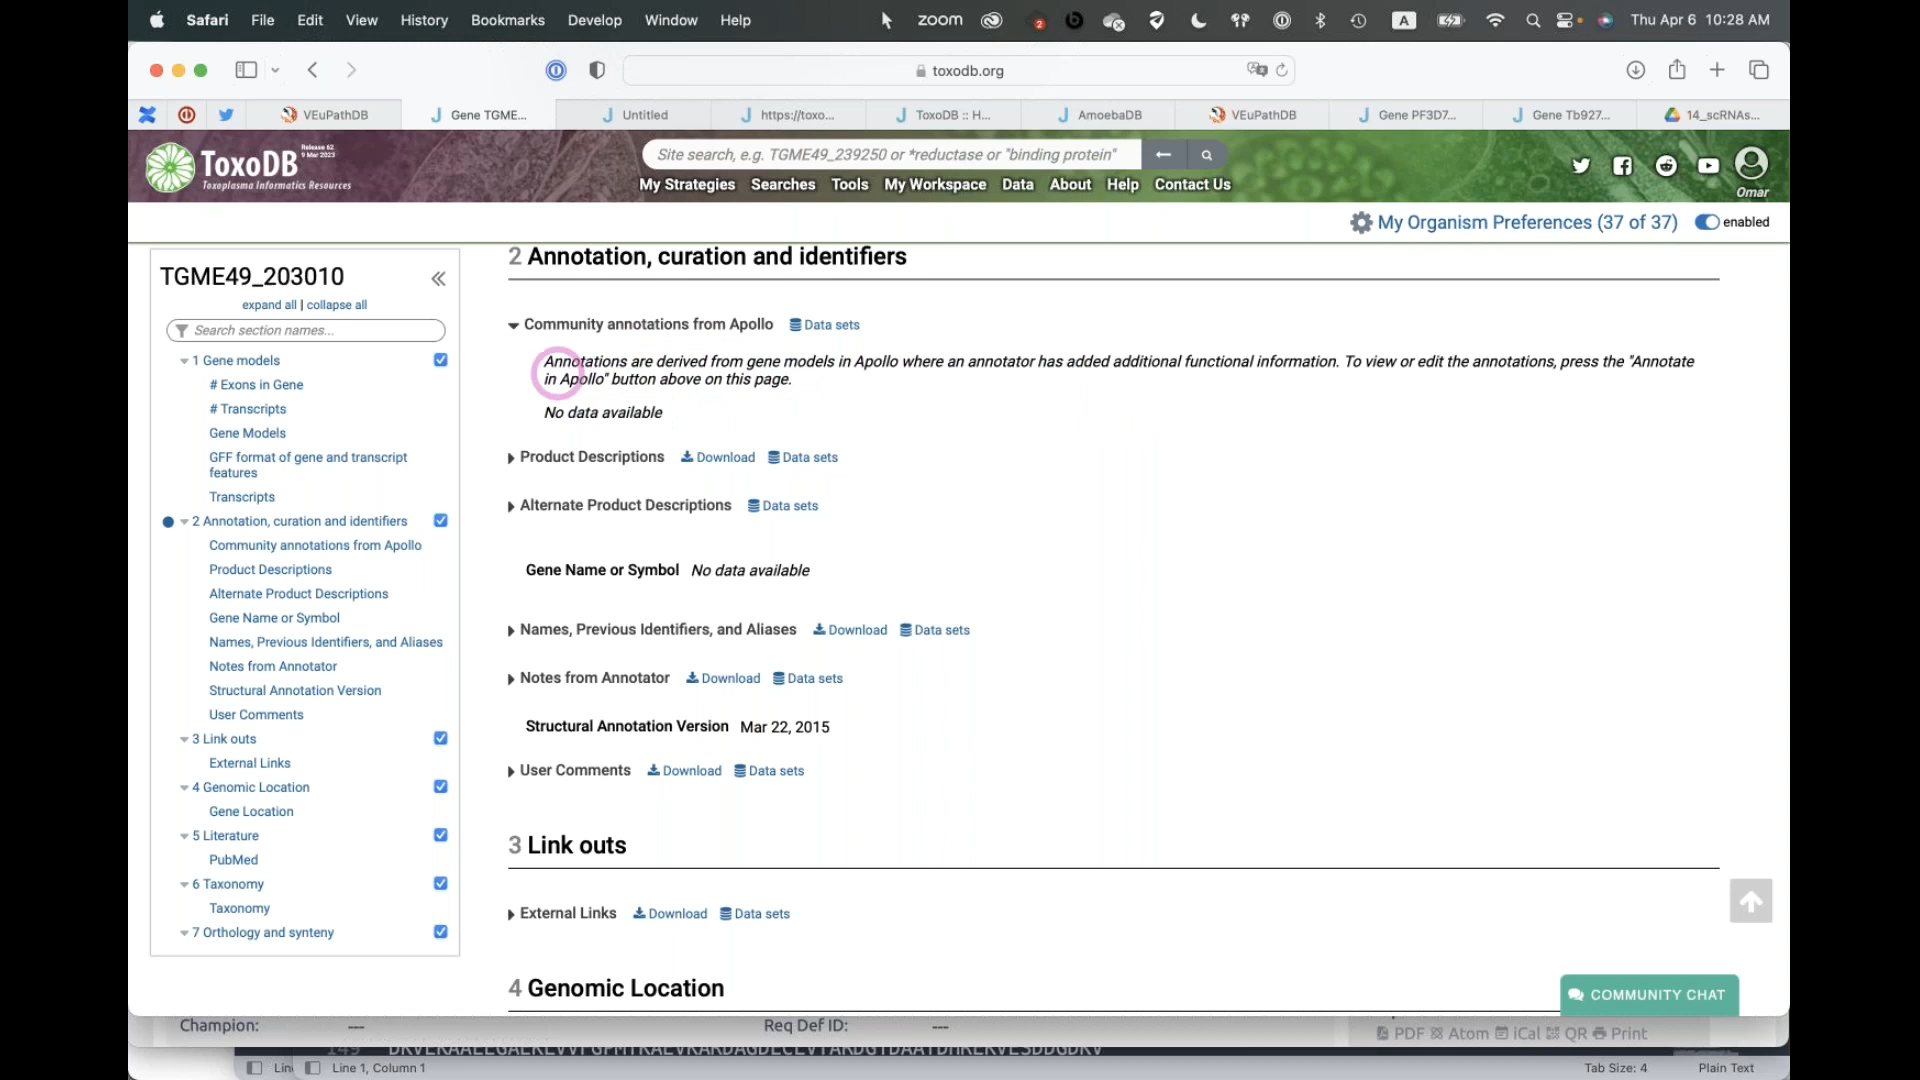 Safari File Edit View History Bookmarks Develop Window Help zoom 2 A Thu Apr 6 10:28 AM
toxodb.org
VEuPathDB Gene TGME... Untitled https://toxo... ToxoDB :: H... AmoebaDB VEuPathDB Gene PF3D7... Gene Tb927... 14_scRNAs...
ToxoDB Release 62
9 Mar 2023
Toxoplasma Informatics Resources
Site search, e.g. TGME49_239250 or *reductase or "binding protein"
My Strategies Searches Tools My Workspace Data About Help Contact Us
Omar
My Organism Preferences (37 of 37) enabled
TGME49_203010
expand all | collapse all
Search section names...
1 Gene models
# Exons in Gene
# Transcripts
Gene Models
GFF format of gene and transcript
features
Transcripts
2 Annotation, curation and identifiers
Community annotations from Apollo
Product Descriptions
Alternate Product Descriptions
Gene Name or Symbol
Names, Previous Identifiers, and Aliases
Notes from Annotator
Structural Annotation Version
User Comments
3 Link outs
External Links
4 Genomic Location
Gene Location
5 Literature
PubMed
6 Taxonomy
Taxonomy
7 Orthology and synteny
2 Annotation, curation and identifiers
Community annotations from Apollo Data sets
Annotations are derived from gene models in Apollo where an annotator has added additional functional information. To view or edit the annotations, press the "Annotate
in Apollo" button above on this page.
No data available
Product Descriptions Download Data sets
Alternate Product Descriptions Data sets
Gene Name or Symbol No data available
Names, Previous Identifiers, and Aliases Download Data sets
Notes from Annotator Download Data sets
Structural Annotation Version Mar 22, 2015
User Comments Download Data sets
3 Link outs
External Links Download Data sets
4 Genomic Location
COMMUNITY CHAT
Champion: --- Req Def ID: ---
PDF Atom iCal QR Print
Line 1, Column 1 Tab Size: 4 Plain Text